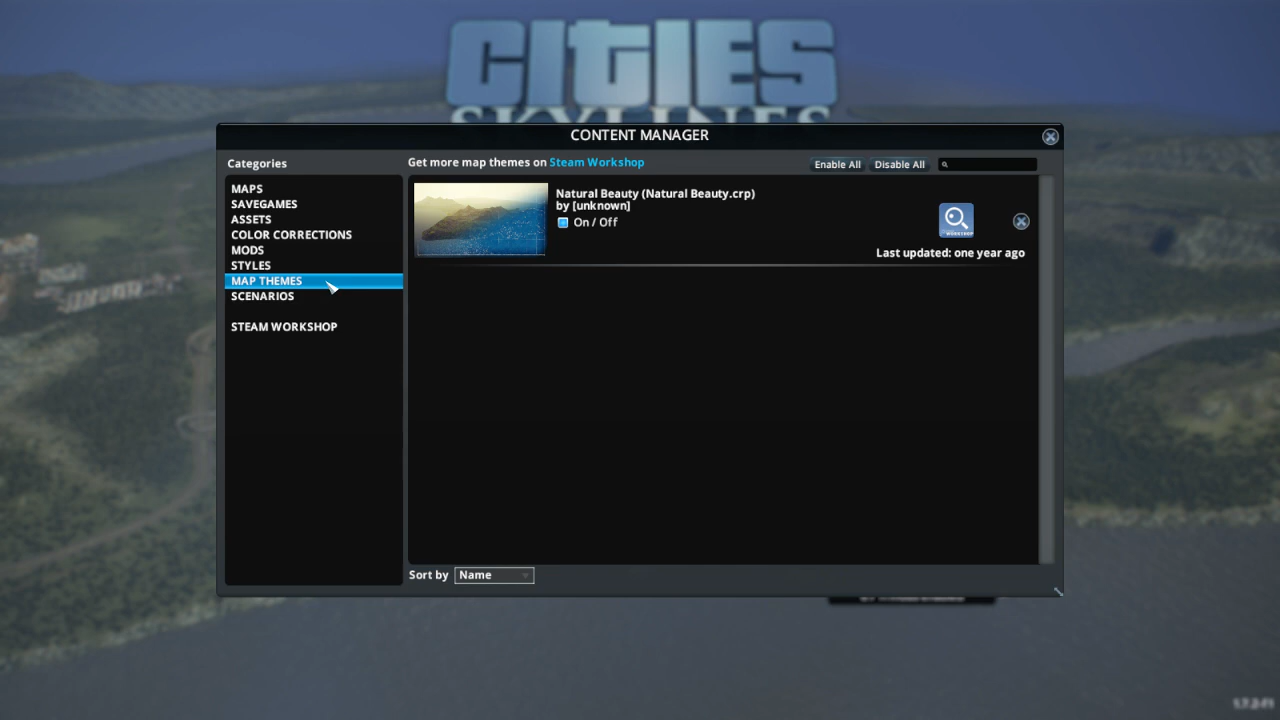 CITIES
SKYLINES
CONTENT MANAGER
Categories
MAPS
SAVEGAMES
ASSETS
COLOR CORRECTIONS
MODS
STYLES
MAP THEMES
SCENARIOS
STEAM WORKSHOP
Get more map themes on Steam Workshop
Enable All
Disable All
Natural Beauty (Natural Beauty.crp)
by [unknown]
On / Off
WORKSHOP
Last updated: one year ago
Sort by
Name